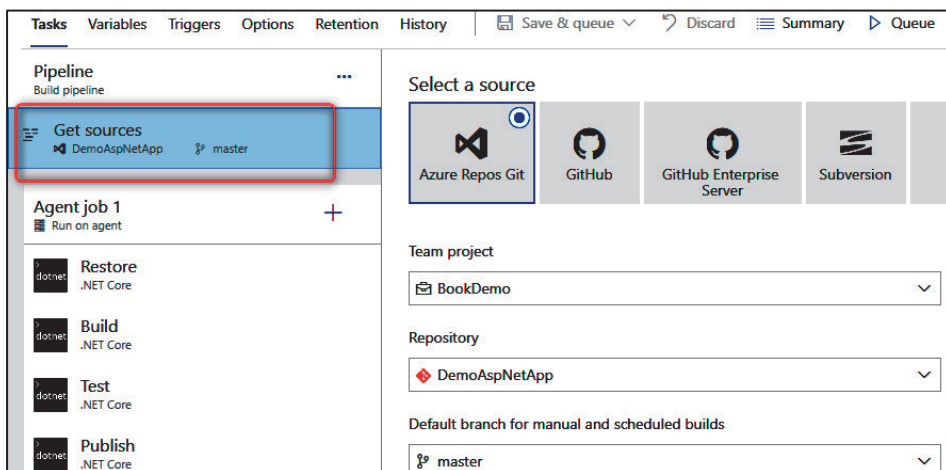 Tasks Variables Triggers Options Retention History Save & queue Discard Summary Queue
Pipeline
Build pipeline
Get sources
DemoAspNetApp master
Agent job 1
Run on agent
dotnet
Restore
.NET Core
dotnet
Build
.NET Core
dotnet
Test
.NET Core
dotnet
Publish
.NET Core
Select a source
Azure Repos Git
GitHub
GitHub Enterprise
Server
Subversion
Team project
BookDemo
Repository
DemoAspNetApp
Default branch for manual and scheduled builds
master